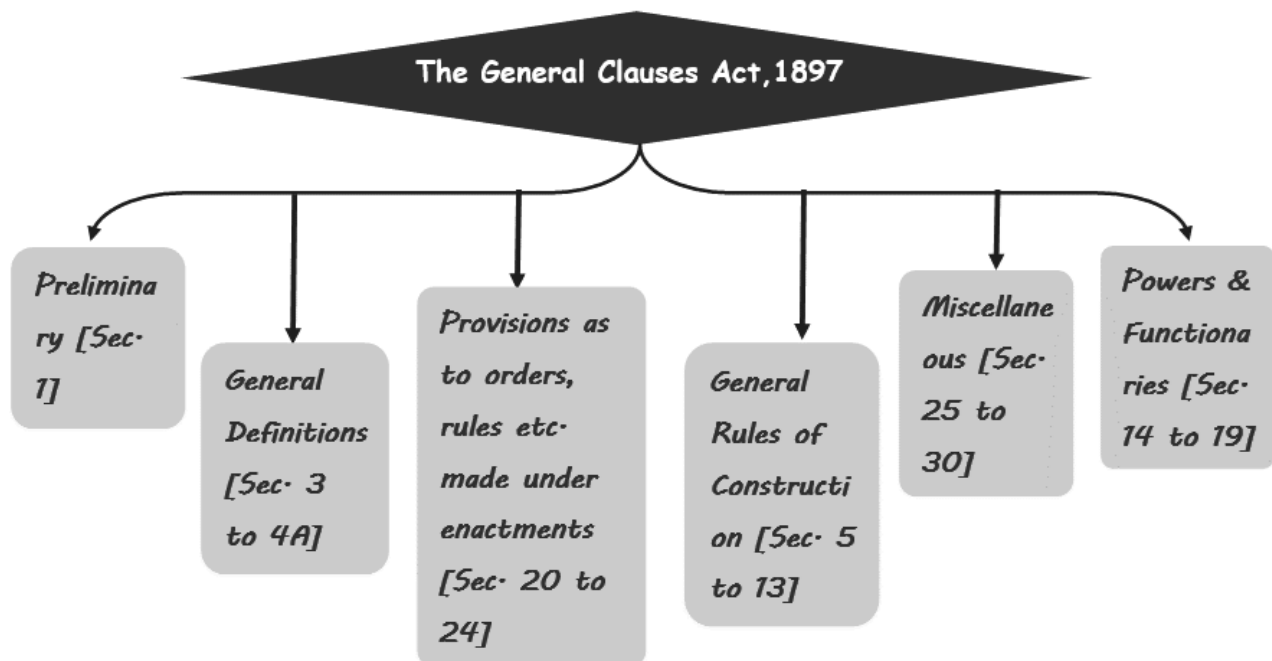 The General Clauses Act,1897
Prelimina
ry [Sec.
1]
General
Definitions
[Sec. 3
to 4A]
Provisions as
to orders,
rules etc.
made under
enactments
[Sec. 20 to
24]
General
Rules of
Constructi
on [Sec. 5
to 13]
Miscellane
ous [Sec.
25 to
30]
Powers &
Functiona
ries [Sec.
14 to 19]